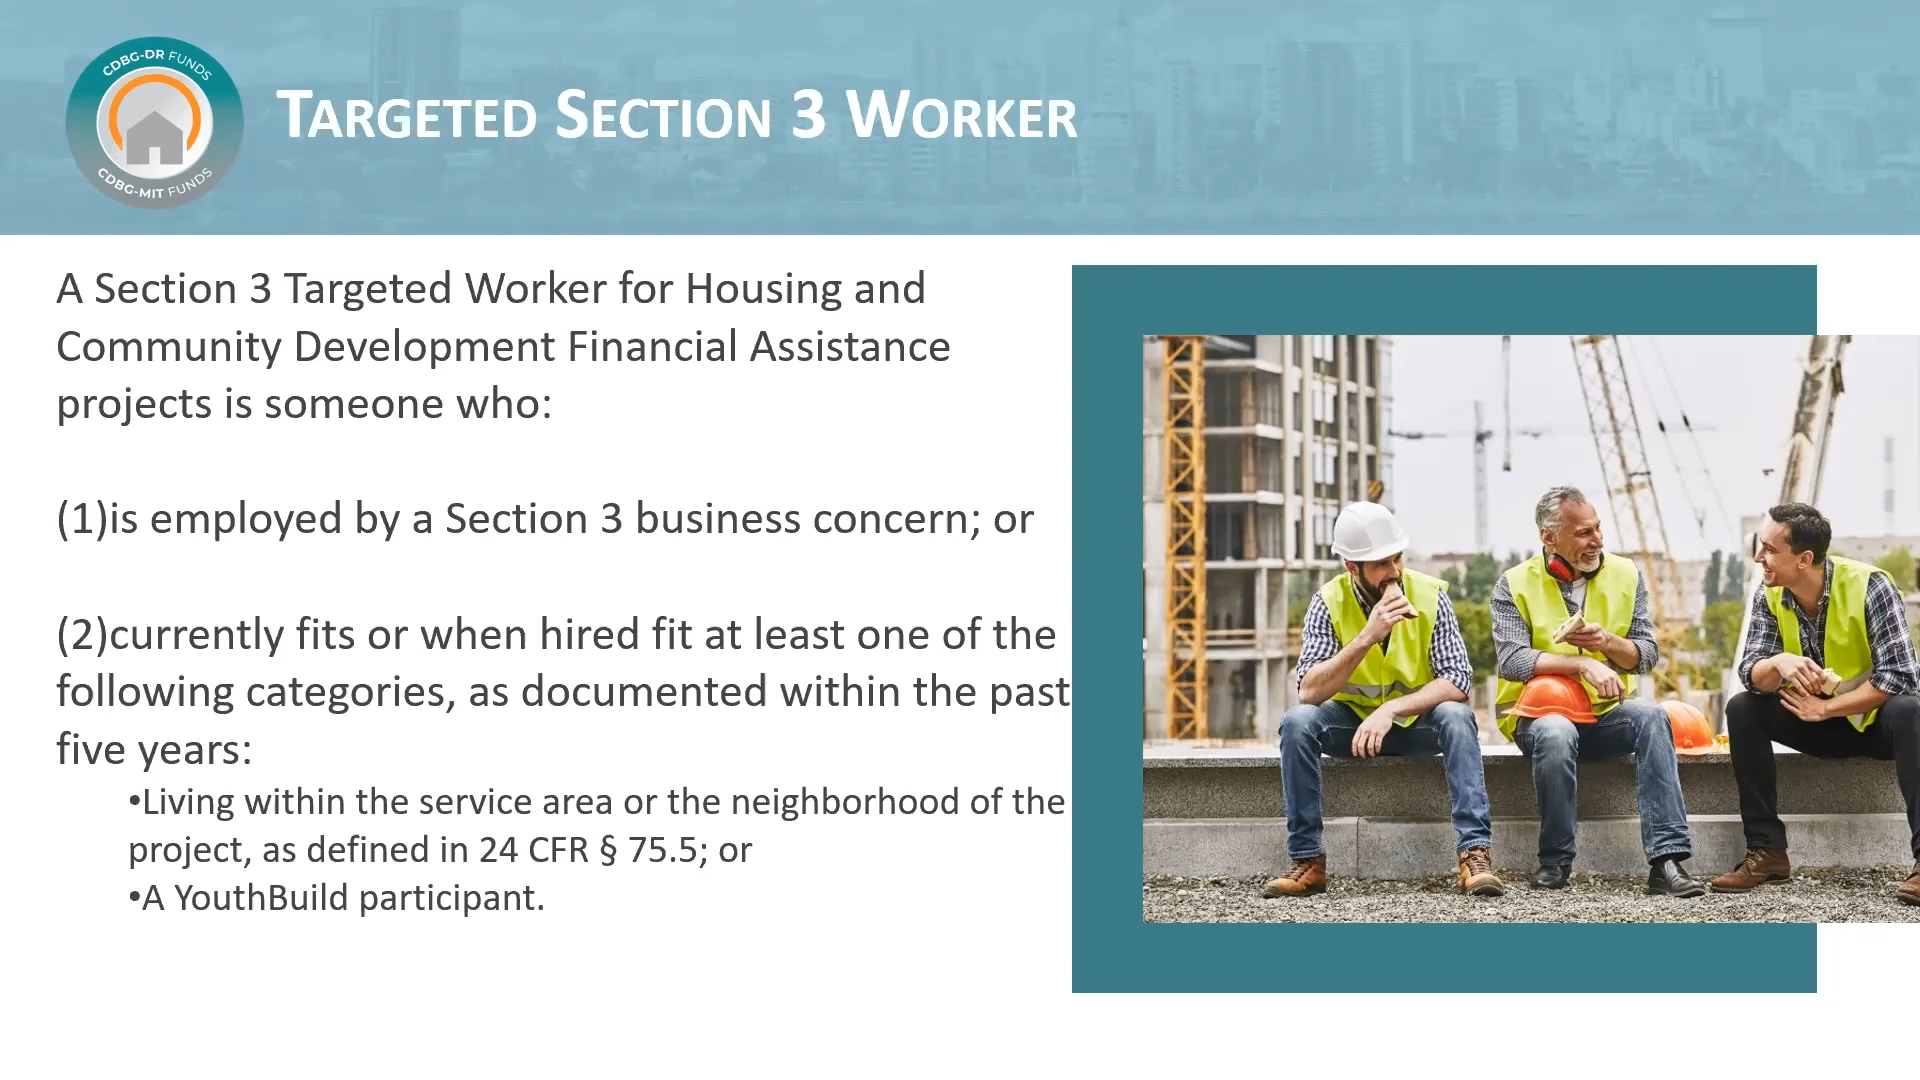 CDBG-DR FUNDS
CDBG-MIT FUNDS
TARGETED SECTION 3 WORKER
A Section 3 Targeted Worker for Housing and
Community Development Financial Assistance
projects is someone who:
(1)is employed by a Section 3 business concern; or
(2)currently fits or when hired fit at least one of the
following categories, as documented within the past
five years:
•Living within the service area or the neighborhood of the
project, as defined in 24 CFR § 75.5; or
•A YouthBuild participant.